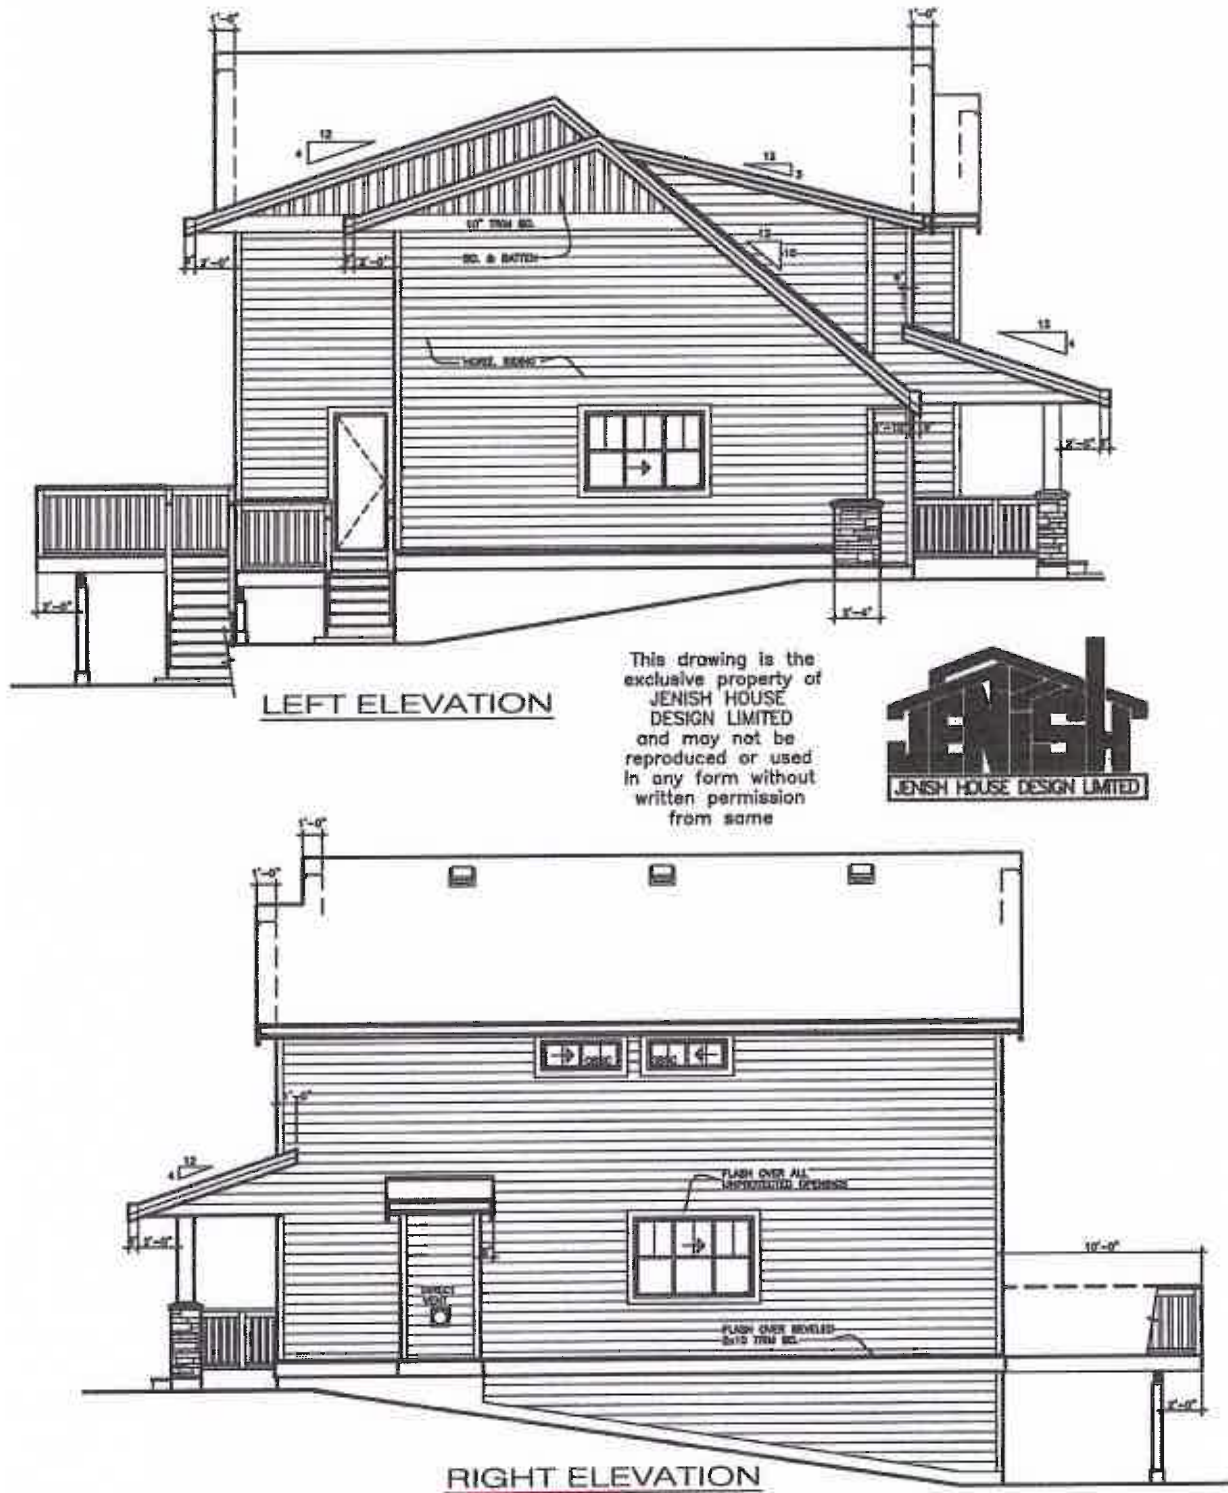 1'-0" 1'-0"
12
4
12
3
10" TRIM BD.
BD. & BATTEN
2'-0" 2'-0"
12
10
12
4
HORIZ. SIDING
2'-0"
2'-0"
LEFT ELEVATION
This drawing is the
exclusive property of
JENISH HOUSE
DESIGN LIMITED
and may not be
reproduced or used
in any form without
written permission
from same
JENISH
JENISH HOUSE DESIGN LIMITED
1'-0"
1'-0"
OBSC OBSC
1'-0"
12
4
FLASH OVER ALL
UNPROTECTED OPENINGS
2'-0"
10'-0"
DIRECT
VENT
FLASH OVER BEVELED
2x10 TRIM BD.
2'-0"
RIGHT ELEVATION